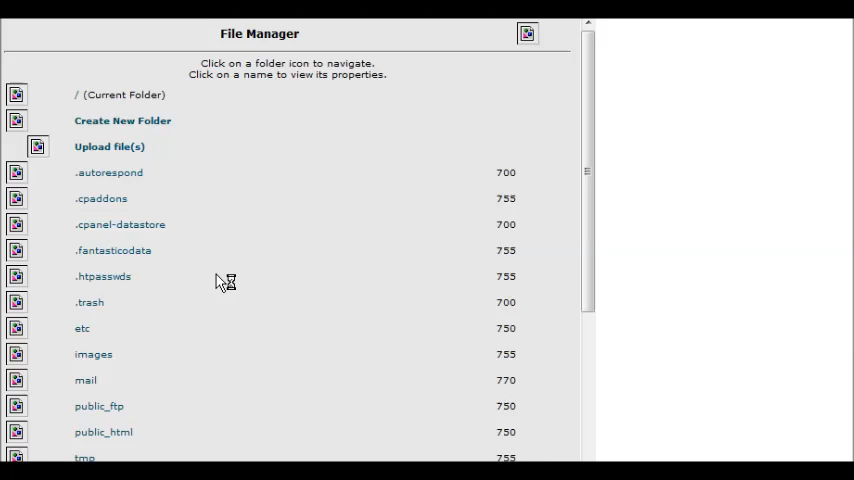 File Manager
Click on a folder icon to navigate.
Click on a name to view its properties.
/ (Current Folder)
Create New Folder
Upload file(s)
.autorespond 700
.cpaddons 755
.cpanel-datastore 700
.fantasticodata 755
.htpasswds 755
.trash 700
etc 750
images 755
mail 770
public_ftp 750
public_html 750
tmp 755